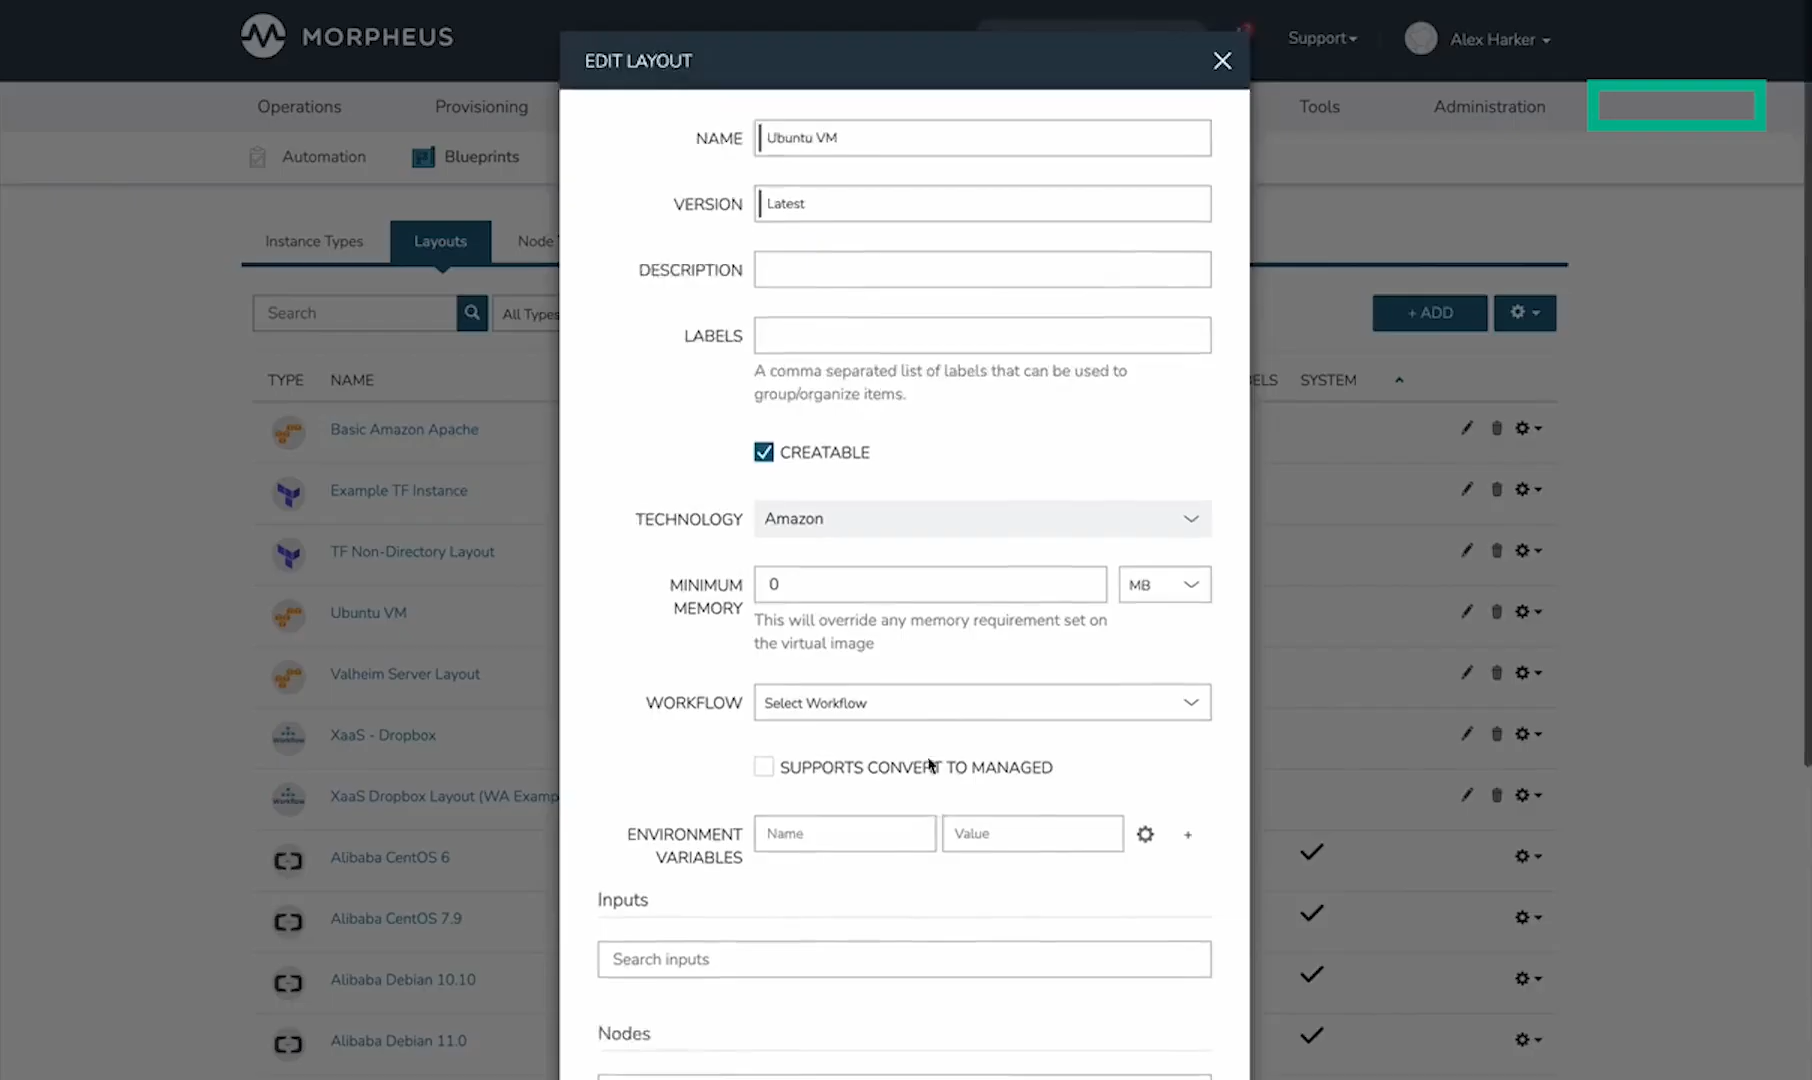 MORPHEUS
Support
Alex Harker
Operations
Provisioning
Tools
Administration
Automation
Blueprints
Instance Types
Layouts
Node
Search
All Types
+ ADD
TYPE
NAME
SYSTEM
Basic Amazon Apache
Example TF Instance
TF Non-Directory Layout
Ubuntu VM
Valheim Server Layout
XaaS - Dropbox
XaaS Dropbox Layout (WA Examp
Alibaba CentOS 6
Alibaba CentOS 7.9
Alibaba Debian 10.10
Alibaba Debian 11.0
EDIT LAYOUT
NAME
Ubuntu VM
VERSION
Latest
DESCRIPTION
LABELS
A comma separated list of labels that can be used to
group/organize items.
CREATABLE
TECHNOLOGY
Amazon
MINIMUM
MEMORY
0
MB
This will override any memory requirement set on
the virtual image
WORKFLOW
Select Workflow
SUPPORTS CONVERT TO MANAGED
ENVIRONMENT
VARIABLES
Name
Value
+
Inputs
Search inputs
Nodes